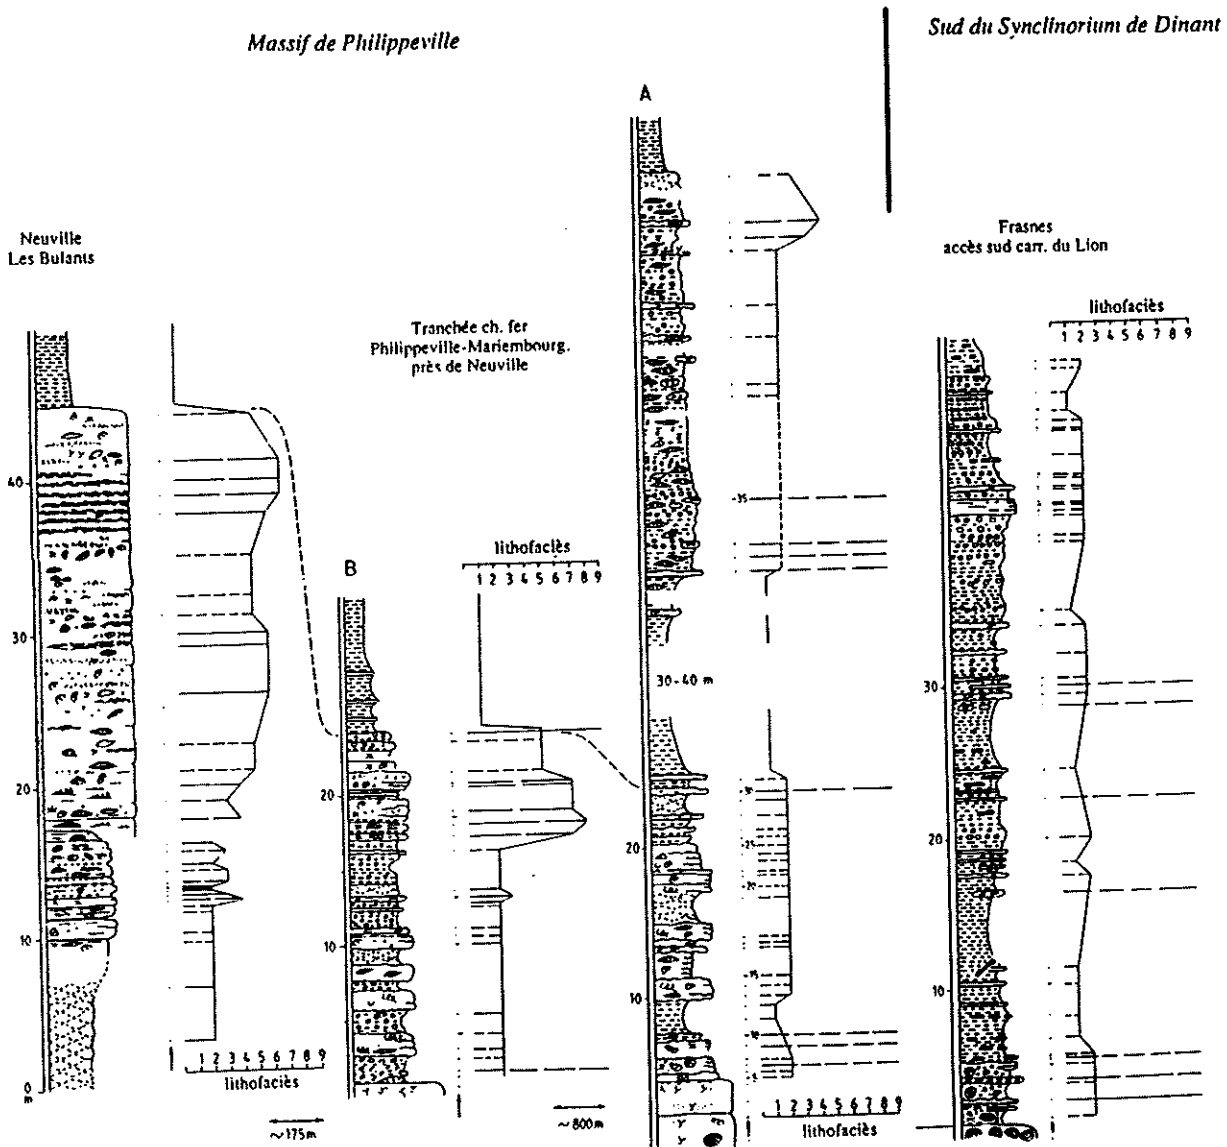 Massif de Philippeville
Sud du Synclinorium de Dinant
A
Neuville
Les Bulants
Frasnes
accès sud carr. du Lion
lithofaciès
1 2 3 4 5 6 7 8 9
Tranchée ch. fer
Philippeville-Mariembourg.
près de Neuville
40
30
20
10
0
m
1 2 3 4 5 6 7 8 9
lithofaciès
~175m
B
lithofaciès
1 2 3 4 5 6 7 8 9
20
10
~800m
35
30-40 m
20
10
25
1 2 3 4 5 6 7 8 9
lithofaciès
30
20
10